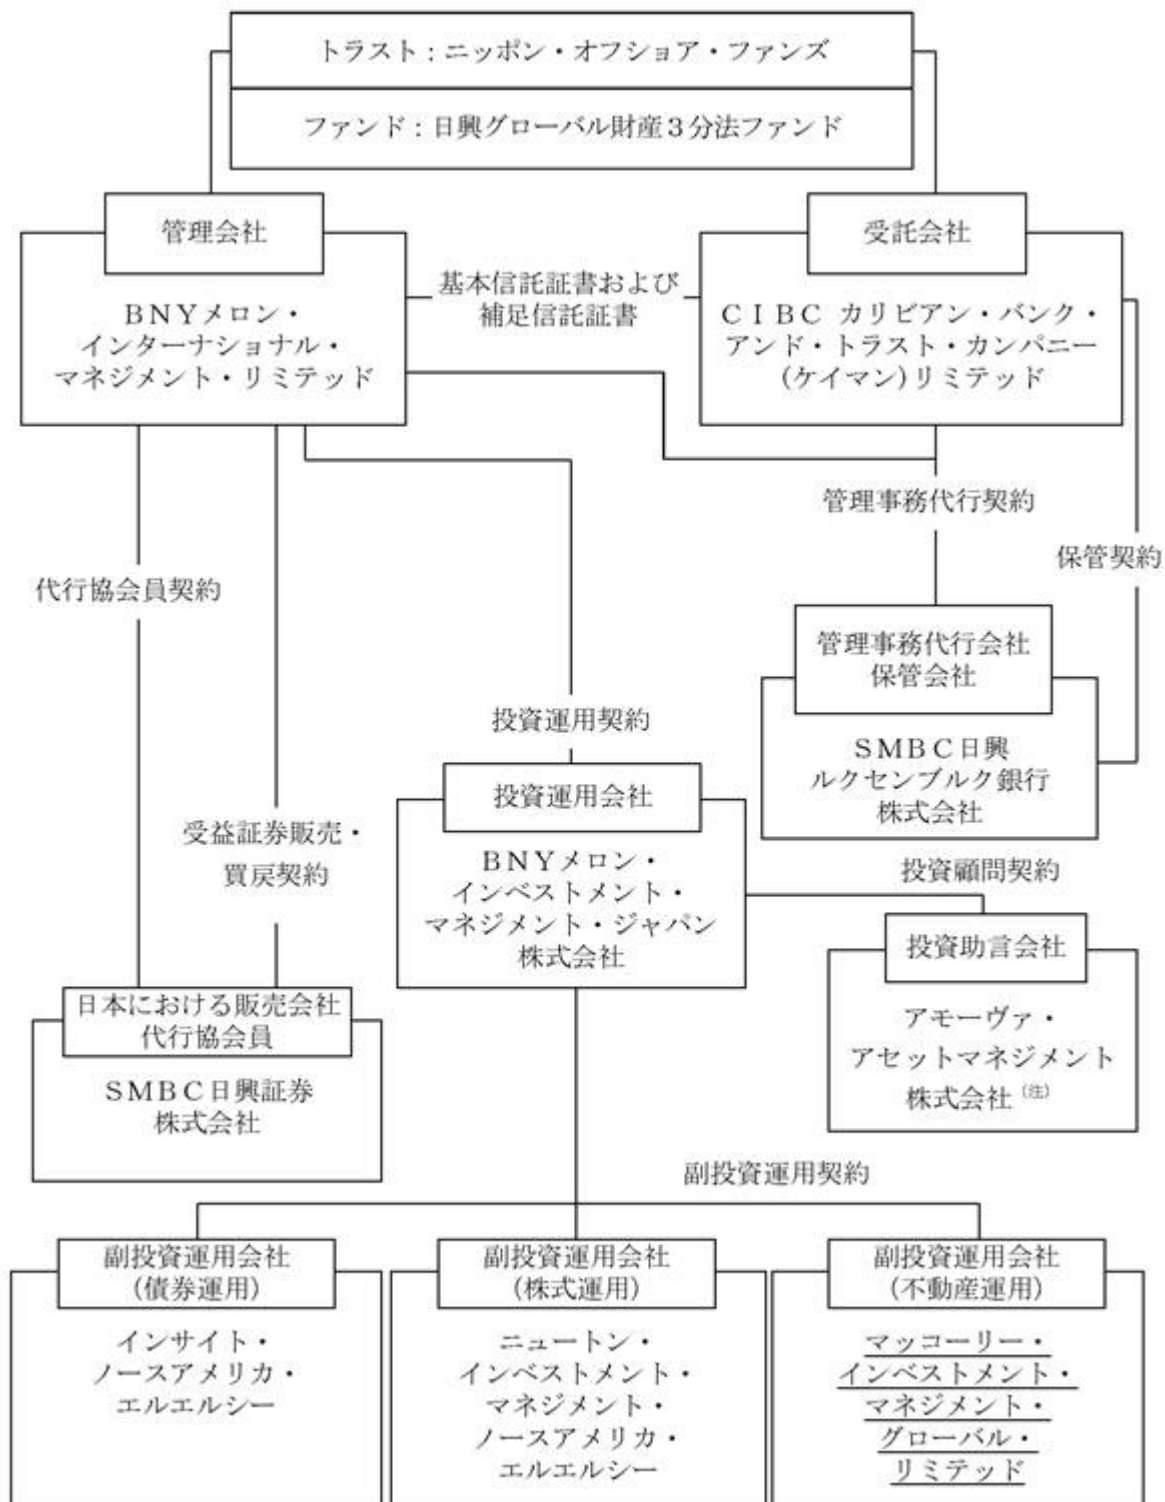 トラスト：ニッポン・オフショア・ファンズ
ファンド：日興グローバル財産３分法ファンド
管理会社
受託会社
ＢＮＹメロン・
インターナショナル・
マネジメント・リミテッド
基本信託証書および
補足信託証書
ＣＩＢＣ カリビアン・バンク・
アンド・トラスト・カンパニー
(ケイマン)リミテッド
管理事務代行契約
保管契約
代行協会員契約
管理事務代行会社
保管会社
ＳＭＢＣ日興
ルクセンブルク銀行
株式会社
投資運用契約
投資運用会社
ＢＮＹメロン・
インベストメント・
マネジメント・ジャパン
株式会社
受益証券販売・
買戻契約
投資顧問契約
投資助言会社
アモーヴァ・
アセットマネジメント
株式会社（注）
日本における販売会社
代行協会員
ＳＭＢＣ日興証券
株式会社
副投資運用契約
副投資運用会社
（債券運用）
インサイト・
ノースアメリカ・
エルエルシー
副投資運用会社
（株式運用）
ニュートン・
インベストメント・
マネジメント・
ノースアメリカ・
エルエルシー
副投資運用会社
（不動産運用）
マッコーリー・
インベストメント・
マネジメント・
グローバル・
リミテッド